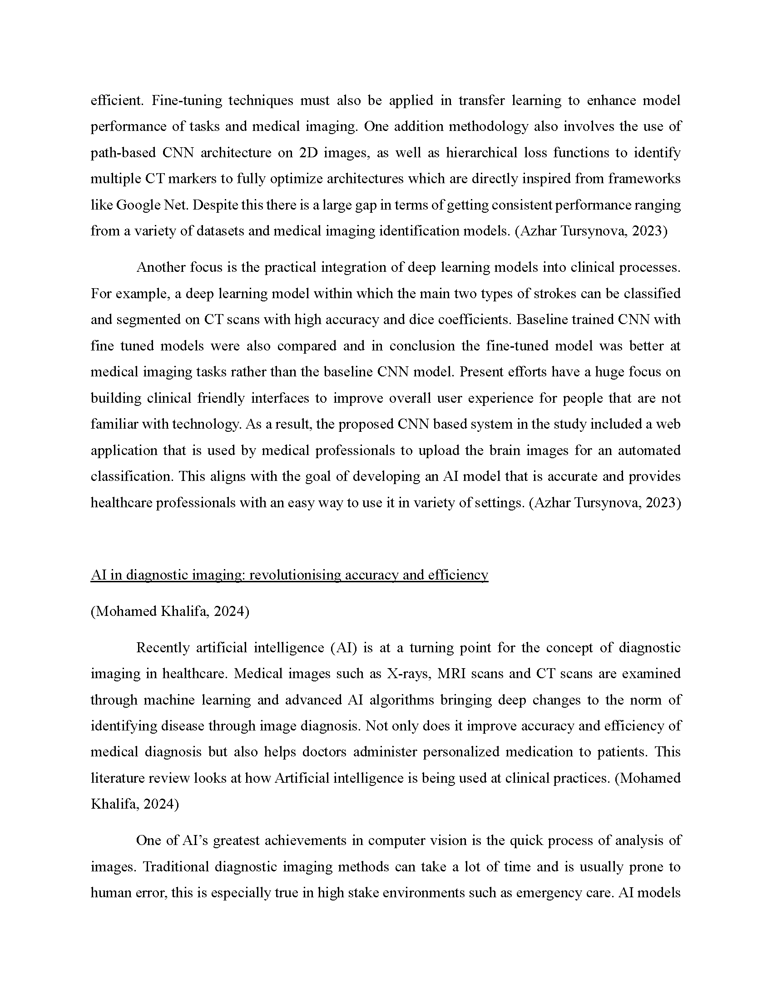 efficient. Fine-tuning techniques must also be applied in transfer learning to enhance model
performance of tasks and medical imaging. One addition methodology also involves the use of
path-based CNN architecture on 2D images, as well as hierarchical loss functions to identify
multiple CT markers to fully optimize architectures which are directly inspired from frameworks
like Google Net. Despite this there is a large gap in terms of getting consistent performance ranging
from a variety of datasets and medical imaging identification models. (Azhar Tursynova, 2023)
Another focus is the practical integration of deep learning models into clinical processes.
For example, a deep learning model within which the main two types of strokes can be classified
and segmented on CT scans with high accuracy and dice coefficients. Baseline trained CNN with
fine tuned models were also compared and in conclusion the fine-tuned model was better at
medical imaging tasks rather than the baseline CNN model. Present efforts have a huge focus on
building clinical friendly interfaces to improve overall user experience for people that are not
familiar with technology. As a result, the proposed CNN based system in the study included a web
application that is used by medical professionals to upload the brain images for an automated
classification. This aligns with the goal of developing an AI model that is accurate and provides
healthcare professionals with an easy way to use it in variety of settings. (Azhar Tursynova, 2023)
AI in diagnostic imaging: revolutionising accuracy and efficiency
(Mohamed Khalifa, 2024)
Recently artificial intelligence (AI) is at a turning point for the concept of diagnostic
imaging in healthcare. Medical images such as X-rays, MRI scans and CT scans are examined
through machine learning and advanced AI algorithms bringing deep changes to the norm of
identifying disease through image diagnosis. Not only does it improve accuracy and efficiency of
medical diagnosis but also helps doctors administer personalized medication to patients. This
literature review looks at how Artificial intelligence is being used at clinical practices. (Mohamed
Khalifa, 2024)
One of AI’s greatest achievements in computer vision is the quick process of analysis of
images. Traditional diagnostic imaging methods can take a lot of time and is usually prone to
human error, this is especially true in high stake environments such as emergency care. AI models